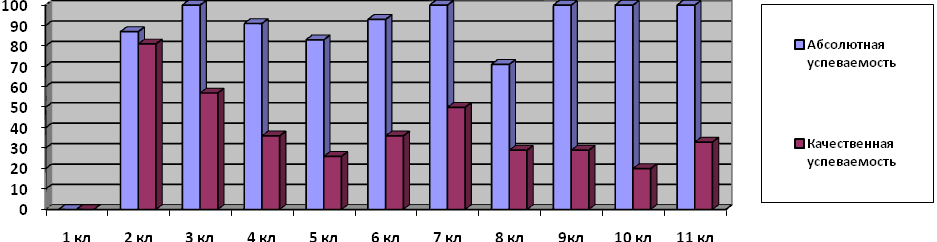 100
90
80
70
60
50
40
30
20
10
0
1 кл 2 кл 3 кл 4 кл 5 кл 6 кл 7 кл 8 кл 9кл 10 кл 11 кл
Абсолютная
успеваемость
Качественная
успеваемость